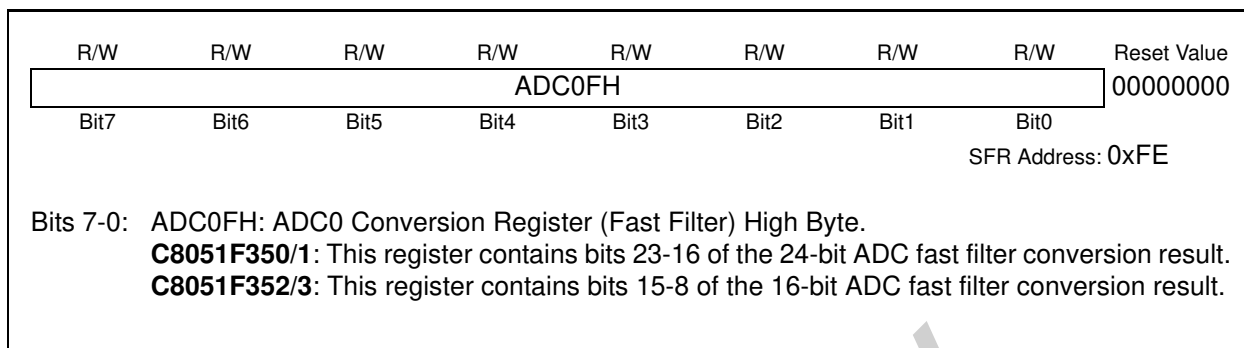 R/W R/W R/W R/W R/W R/W R/W R/W Reset Value
ADC0FH 00000000
Bit7 Bit6 Bit5 Bit4 Bit3 Bit2 Bit1 Bit0
SFR Address: 0xFE
Bits 7-0: ADC0FH: ADC0 Conversion Register (Fast Filter) High Byte.
C8051F350/1: This register contains bits 23-16 of the 24-bit ADC fast filter conversion result.
C8051F352/3: This register contains bits 15-8 of the 16-bit ADC fast filter conversion result.